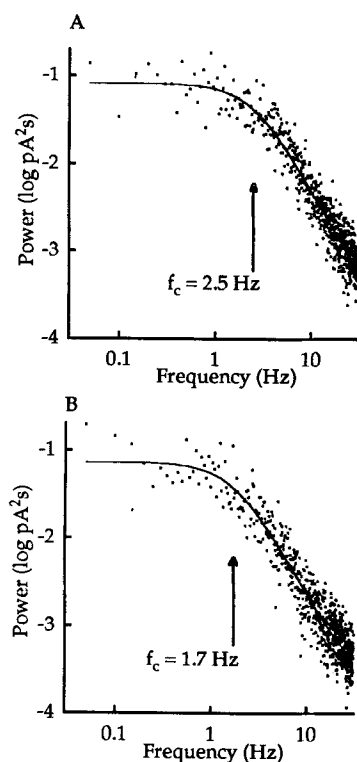 A
Power (log pA²s)
-1
-2
-3
-4
f_c = 2.5 Hz
0.1 1 10
Frequency (Hz)
B
Power (log pA²s)
-1
-2
-3
-4
f_c = 1.7 Hz
0.1 1 10
Frequency (Hz)